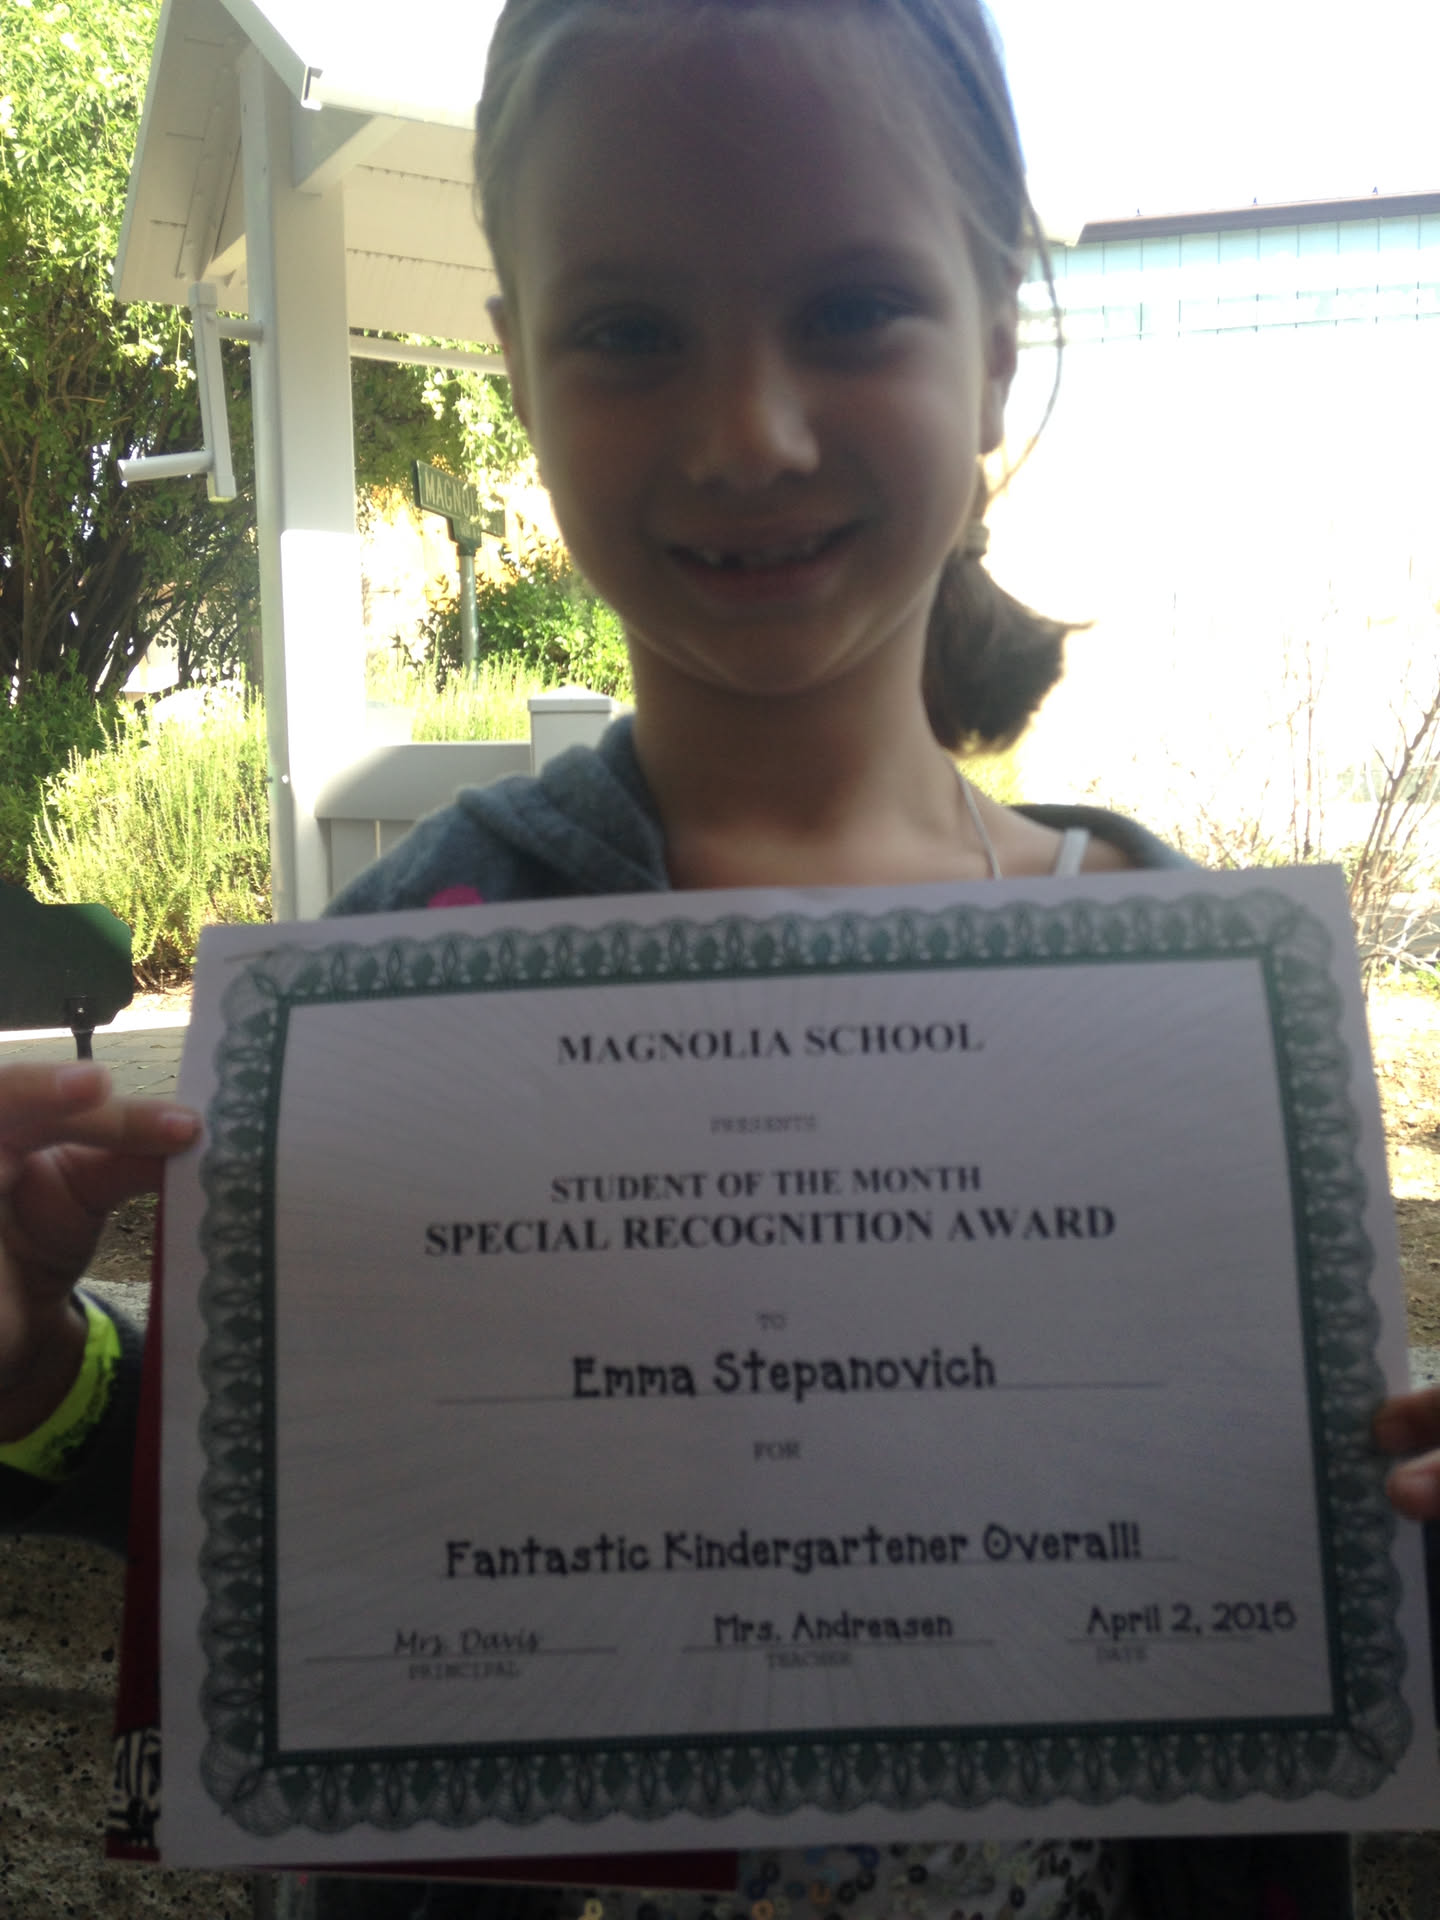 MAGNOL
MAGNOLIA SCHOOL
PRESENTS
STUDENT OF THE MONTH
SPECIAL RECOGNITION AWARD
TO
Emma Stepanovich
FOR
Fantastic Kindergartener Overall!
Mrs. Davis Mrs. Andreasen April 2, 2015
PRINCIPAL TEACHER DATE